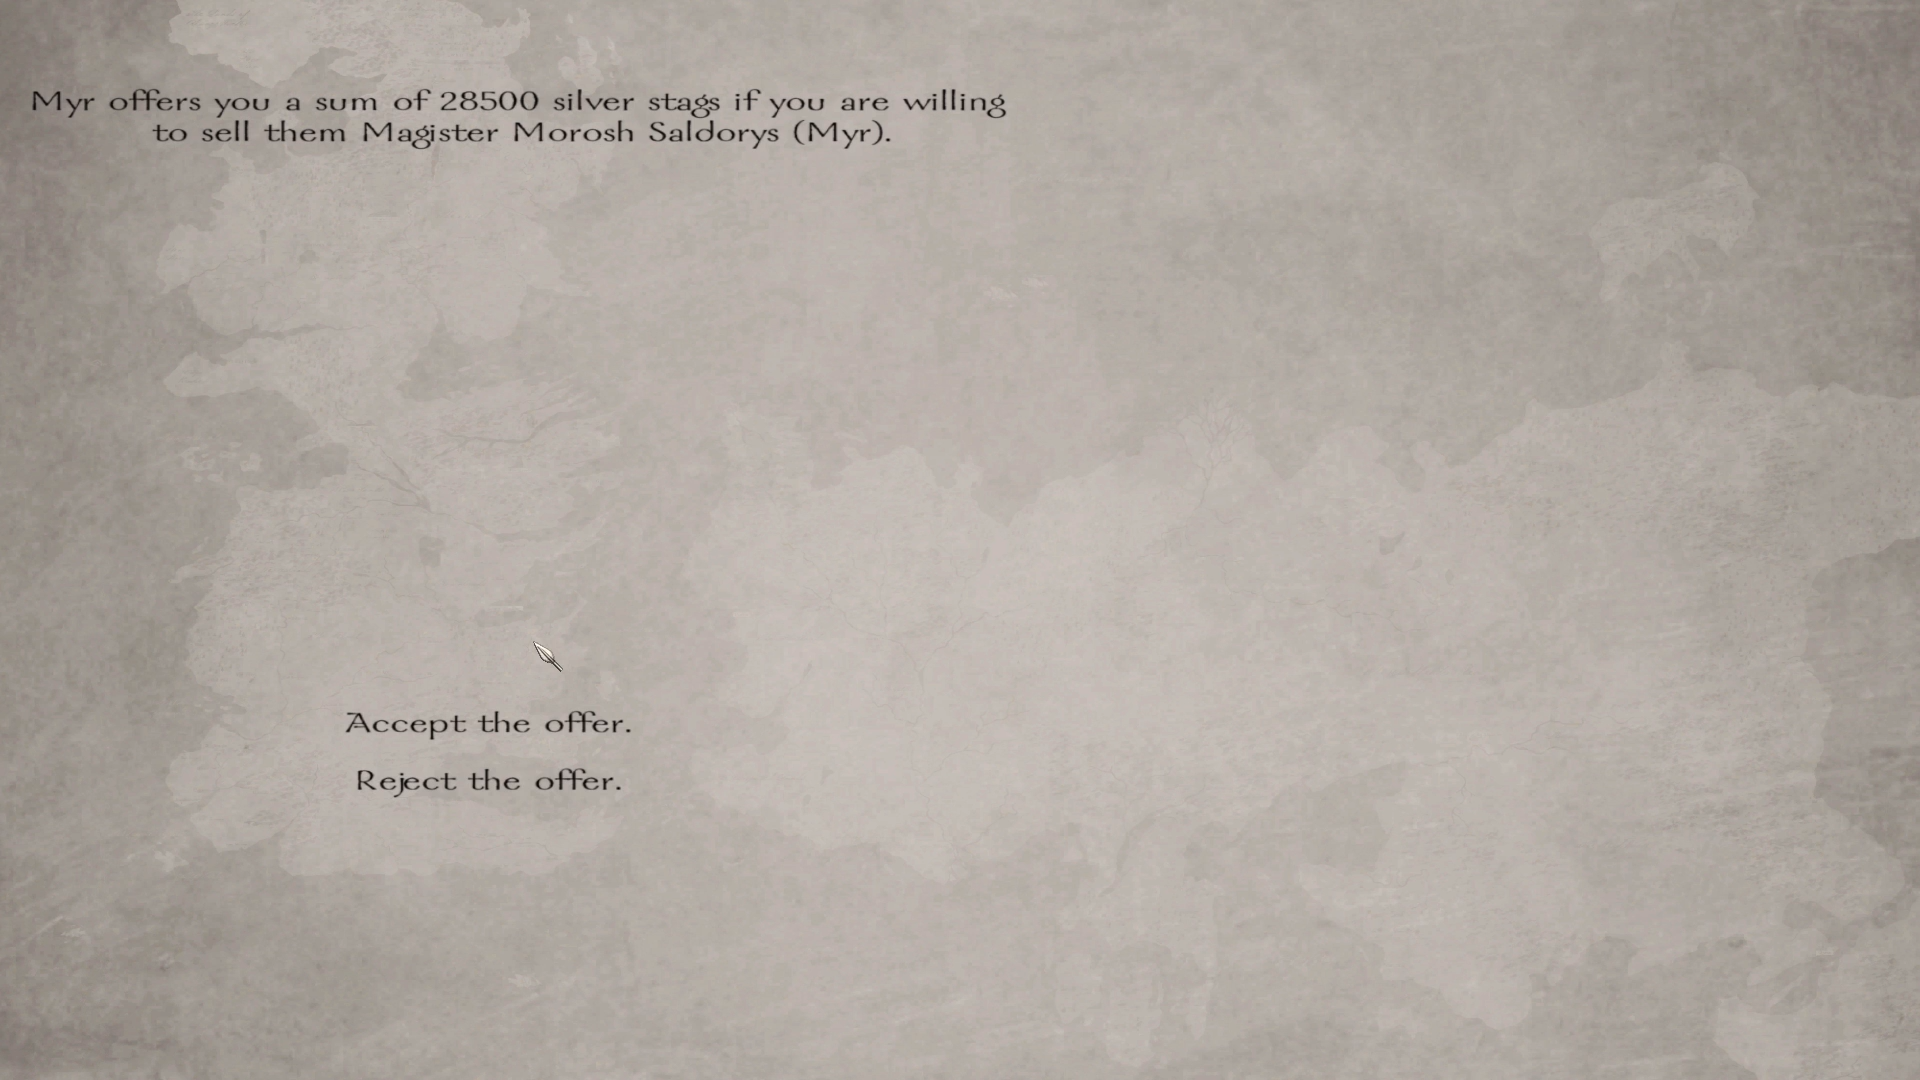 Myr offers you a sum of 28500 silver stags if you are willing
to sell them Magister Morosh Saldorys (Myr).
Accept the offer.
Reject the offer.